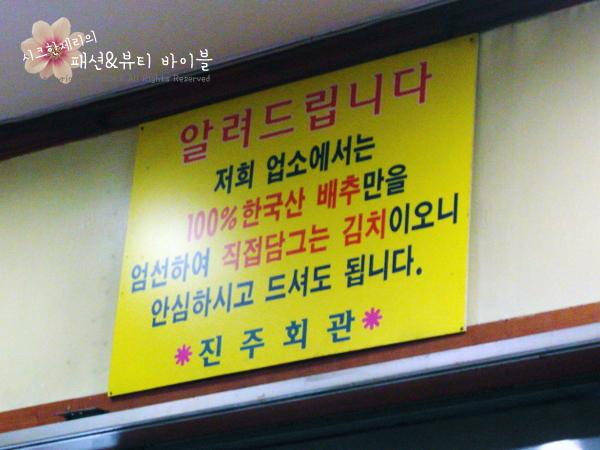 시크한제리의
패션&뷰티 바이블
All Rights Reserved
알려드립니다
저희 업소에서는
100% 한국산 배추만을
엄선하여 직접담그는 김치이오니
안심하시고 드셔도 됩니다.
*진주회관*